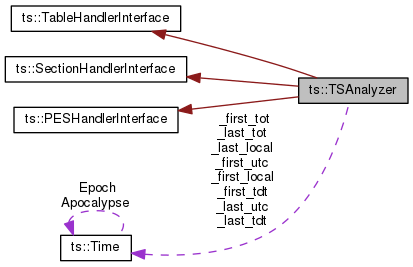 ts::TableHandlerInterface
ts::SectionHandlerInterface
ts::TSAnalyzer
ts::PESHandlerInterface
_first_tot
_last_tot
_last_local
_first_utc
_first_local
_first_tdt
_last_utc
_last_tdt
Epoch
Apocalypse
ts::Time